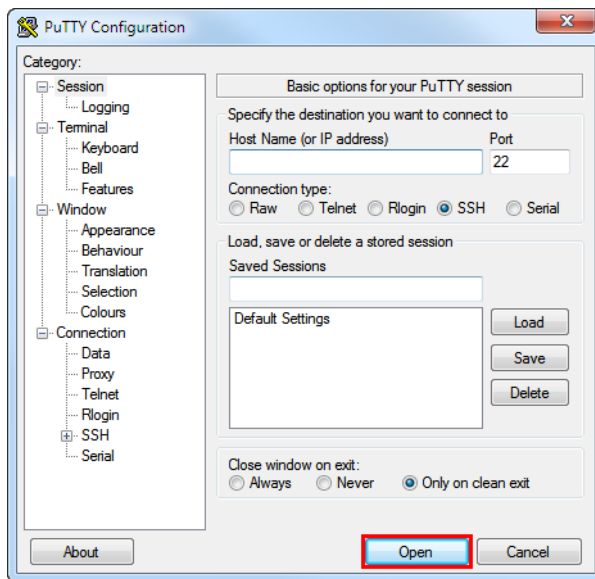 PuTTY Configuration
Category:
Session
Logging
Terminal
Keyboard
Bell
Features
Window
Appearance
Behaviour
Translation
Selection
Colours
Connection
Data
Proxy
Telnet
Rlogin
SSH
Serial
Basic options for your PuTTY session
Specify the destination you want to connect to
Host Name (or IP address) Port
22
Connection type:
Raw Telnet Rlogin SSH Serial
Load, save or delete a stored session
Saved Sessions
Default Settings
Load
Save
Delete
Close window on exit:
Always Never Only on clean exit
About Open Cancel